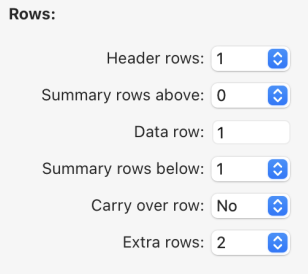 Rows:
Header rows: 1
Summary rows above: 0
Data row: 1
Summary rows below: 1
Carry over row: No
Extra rows: 2